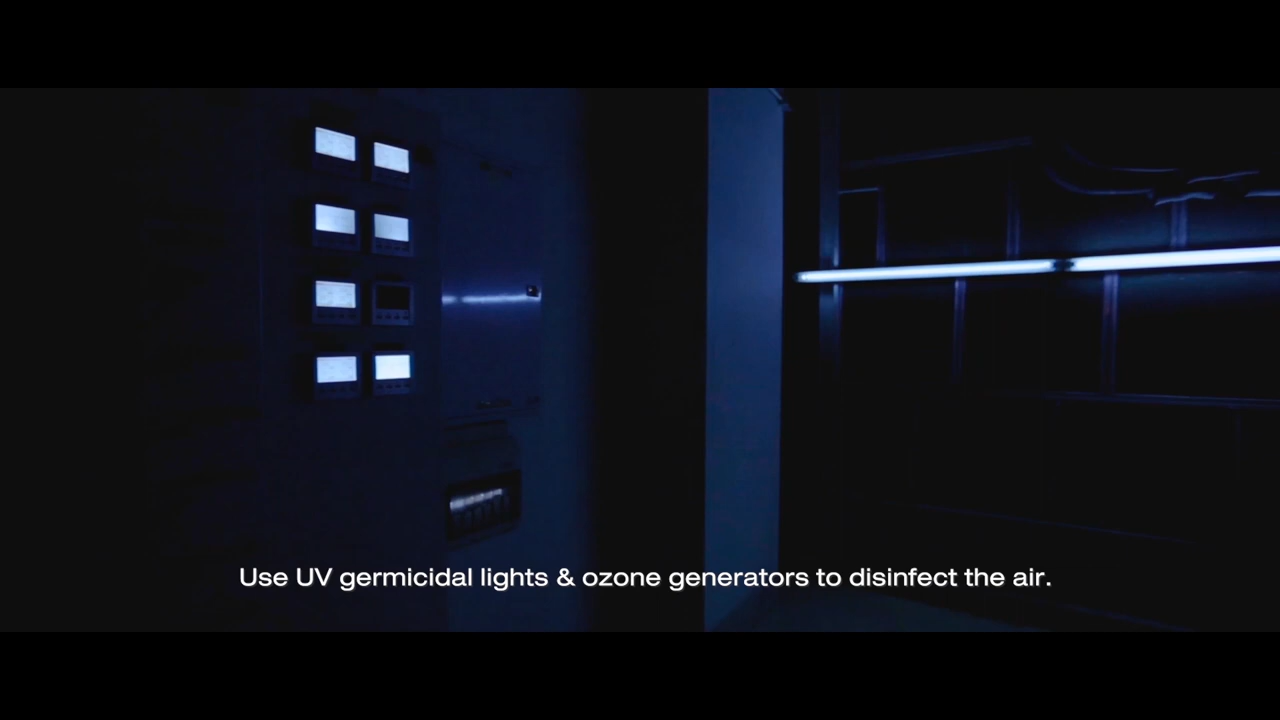 Use UV germicidal lights & ozone generators to disinfect the air.